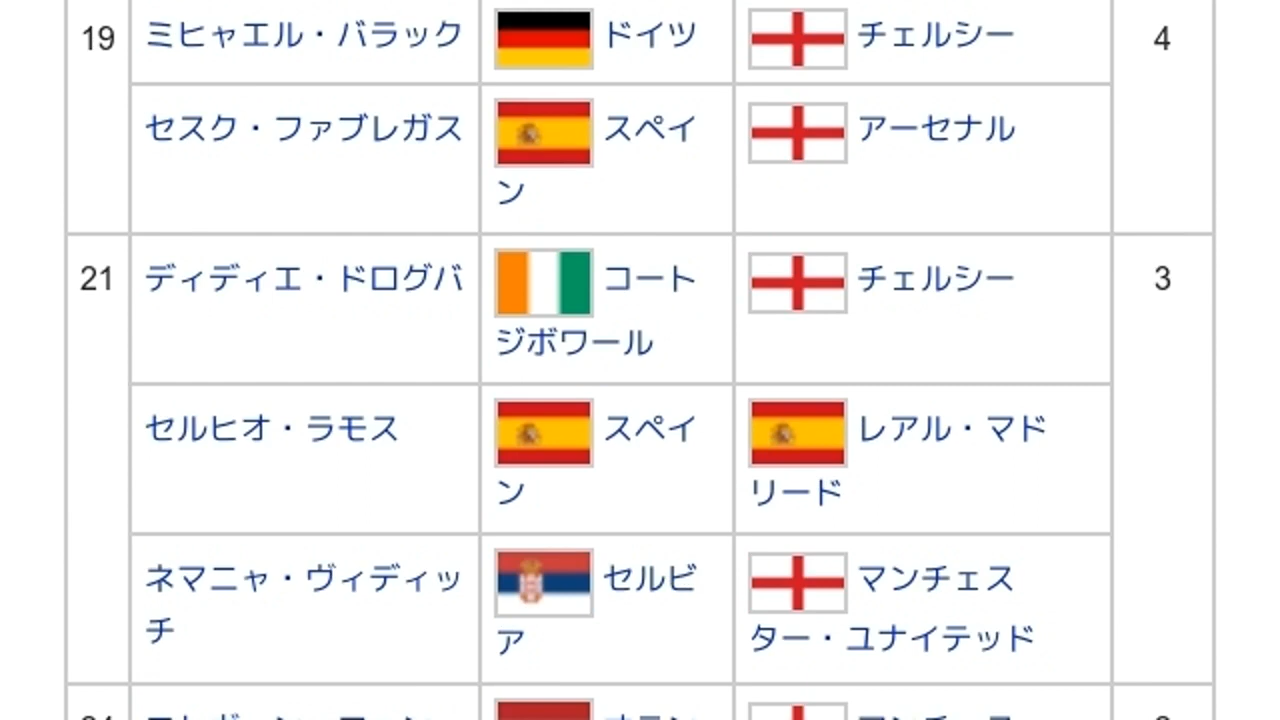 19 ミヒャエル・バラック ドイツ チェルシー 4
セスク・ファブレガス スペイ アーセナル
ン
21 ディディエ・ドログバ コート チェルシー 3
ジボワール
セルヒオ・ラモス スペイ レアル・マド
ン リード
ネマニャ・ヴィディッ セルビ マンチェス
チ ア ター・ユナイテッド